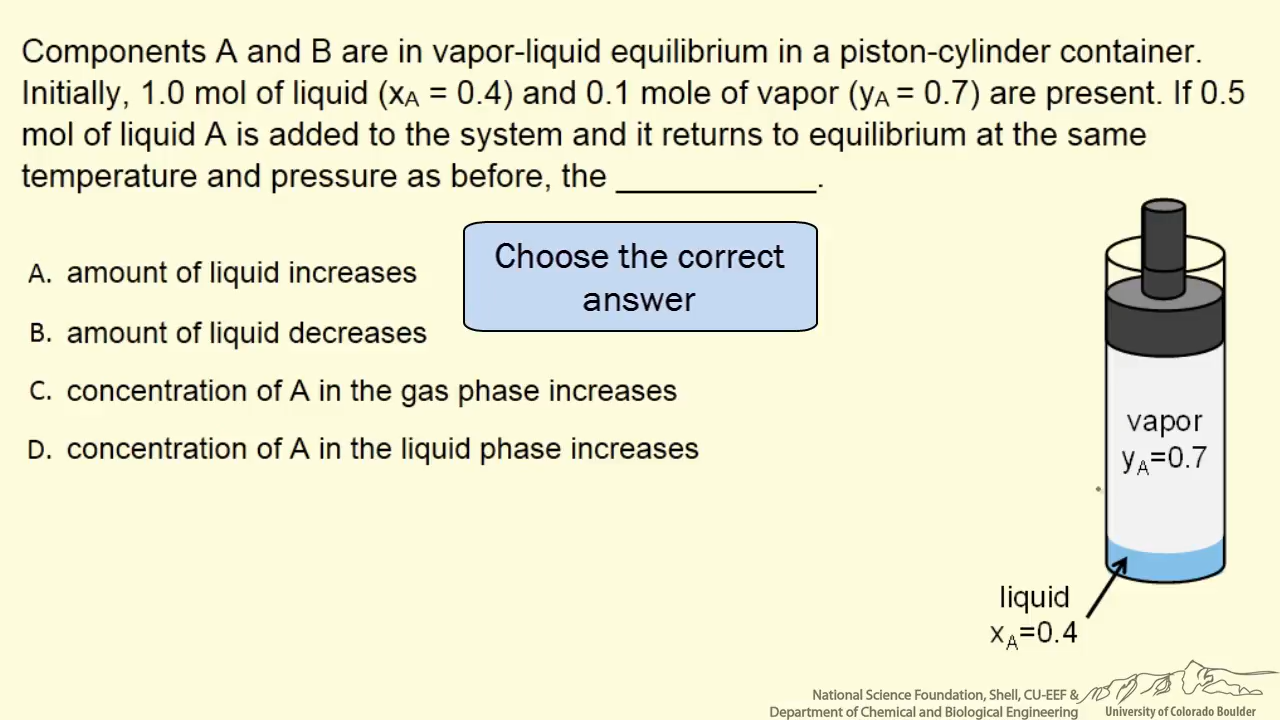 Components A and B are in vapor-liquid equilibrium in a piston-cylinder container.
Initially, 1.0 mol of liquid (xA = 0.4) and 0.1 mole of vapor (yA = 0.7) are present. If 0.5
mol of liquid A is added to the system and it returns to equilibrium at the same
temperature and pressure as before, the ____________.
Choose the correct
answer
A. amount of liquid increases
B. amount of liquid decreases
C. concentration of A in the gas phase increases
D. concentration of A in the liquid phase increases
vapor
yA=0.7
liquid
xA=0.4
National Science Foundation, Shell, CU-EEF &
Department of Chemical and Biological Engineering
University of Colorado Boulder